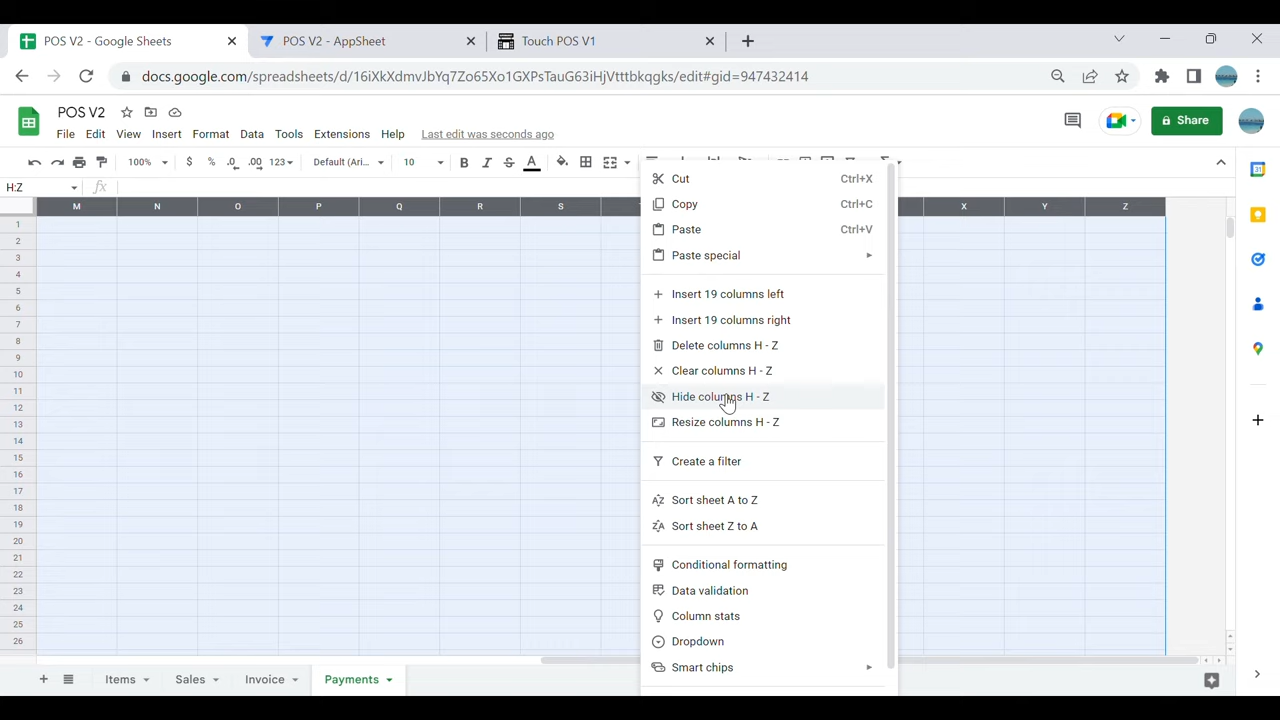 POS V2 - Google Sheets
POS V2 - AppSheet
Touch POS V1
docs.google.com/spreadsheets/d/16iXkXdmvJbYq7Zo65Xo1GXPsTauG63iHjVtttbkqgks/edit#gid=947432414
POS V2
File Edit View Insert Format Data Tools Extensions Help Last edit was seconds ago
Share
100% $ % .0 .00 123 Default (Ari... 10 B I S A
H:Z fx
M N O P Q R S X Y Z
1
2
3
4
5
6
7
8
9
10
11
12
13
14
15
16
17
18
19
20
21
22
23
24
25
26
Cut Ctrl+X
Copy Ctrl+C
Paste Ctrl+V
Paste special
Insert 19 columns left
Insert 19 columns right
Delete columns H - Z
Clear columns H - Z
Hide columns H - Z
Resize columns H - Z
Create a filter
Sort sheet A to Z
Sort sheet Z to A
Conditional formatting
Data validation
Column stats
Dropdown
Smart chips
Items Sales Invoice Payments